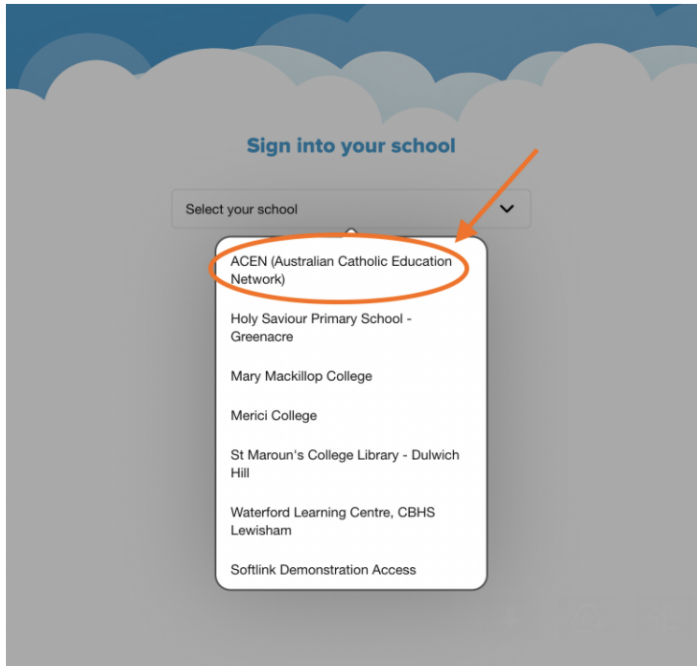 Sign into your school
Select your school
ACEN (Australian Catholic Education
Network)
Holy Saviour Primary School -
Greenacre
Mary Mackillop College
Merici College
St Maroun's College Library - Dulwich
Hill
Waterford Learning Centre, CBHS
Lewisham
Softlink Demonstration Access